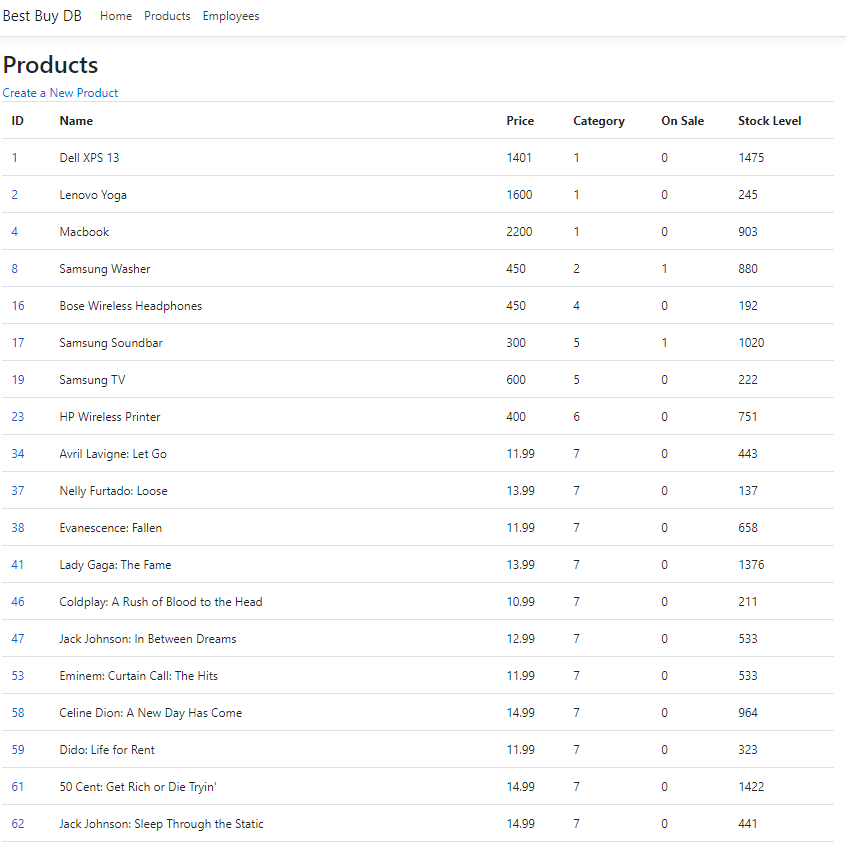 Best Buy DB Home Products Employees
Products
Create a New Product
ID Name Price Category On Sale Stock Level
1 Dell XPS 13 1401 1 0 1475
2 Lenovo Yoga 1600 1 0 245
4 Macbook 2200 1 0 903
8 Samsung Washer 450 2 1 880
16 Bose Wireless Headphones 450 4 0 192
17 Samsung Soundbar 300 5 1 1020
19 Samsung TV 600 5 0 222
23 HP Wireless Printer 400 6 0 751
34 Avril Lavigne: Let Go 11.99 7 0 443
37 Nelly Furtado: Loose 13.99 7 0 137
38 Evanescence: Fallen 11.99 7 0 658
41 Lady Gaga: The Fame 13.99 7 0 1376
46 Coldplay: A Rush of Blood to the Head 10.99 7 0 211
47 Jack Johnson: In Between Dreams 12.99 7 0 533
53 Eminem: Curtain Call: The Hits 11.99 7 0 533
58 Celine Dion: A New Day Has Come 14.99 7 0 964
59 Dido: Life for Rent 11.99 7 0 323
61 50 Cent: Get Rich or Die Tryin' 14.99 7 0 1422
62 Jack Johnson: Sleep Through the Static 14.99 7 0 441